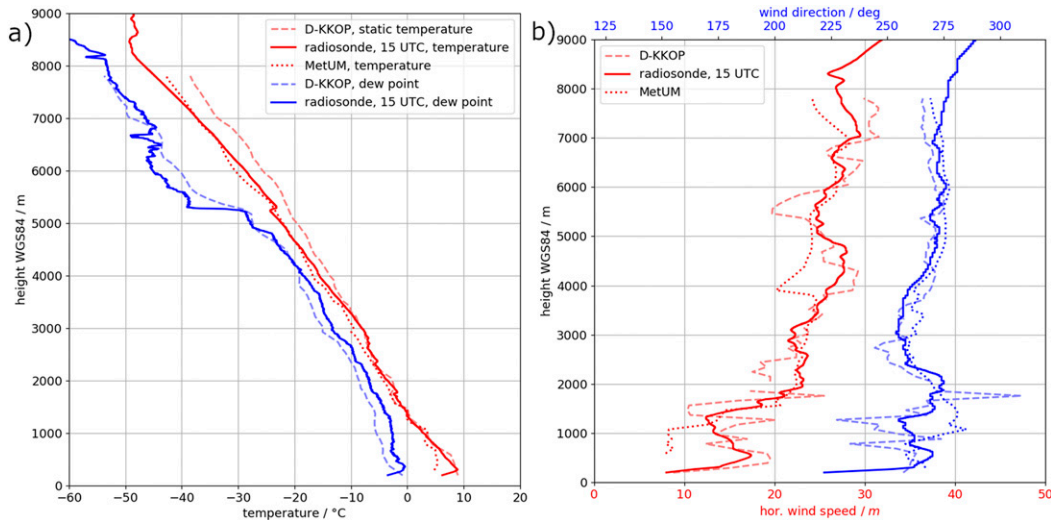 a)
9000
8000
7000
6000
5000
4000
3000
2000
1000
0
height WGS84 / m
−60 −50 −40 −30 −20 −10 0 10 20
temperature / °C
D-KKOP, static temperature
radiosonde, 15 UTC, temperature
MetUM, temperature
D-KKOP, dew point
radiosonde, 15 UTC, dew point
b)
wind direction / deg
125 150 175 200 225 250 275 300
9000
8000
7000
6000
5000
4000
3000
2000
1000
0
height WGS84 / m
D-KKOP
radiosonde, 15 UTC
MetUM
0 10 20 30 40 50
hor. wind speed / m